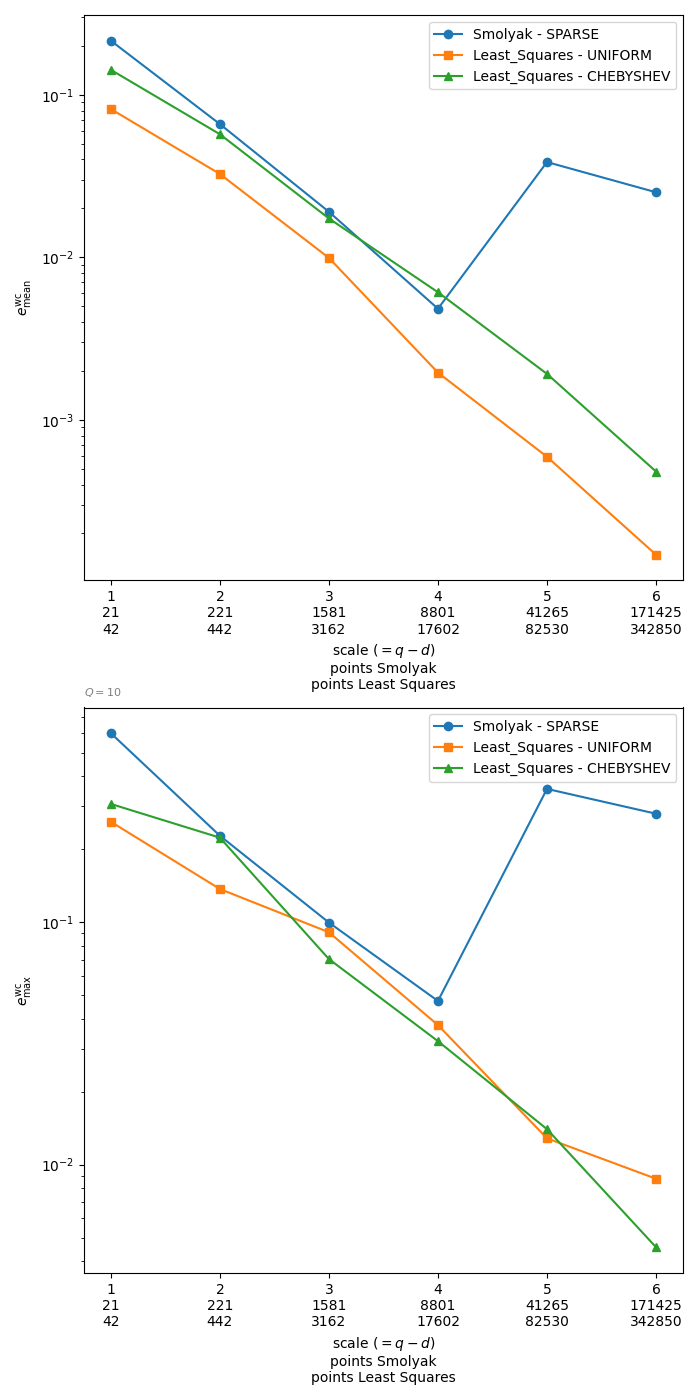 Smolyak - SPARSE
Least_Squares - UNIFORM
Least_Squares - CHEBYSHEV
10⁻¹
10⁻²
10⁻³
e^wc_mean
1 2 3 4 5 6
21 221 1581 8801 41265 171425
42 442 3162 17602 82530 342850
scale (= q − d)
points Smolyak
points Least Squares
Q = 10
Smolyak - SPARSE
Least_Squares - UNIFORM
Least_Squares - CHEBYSHEV
10⁻¹
10⁻²
e^wc_max
1 2 3 4 5 6
21 221 1581 8801 41265 171425
42 442 3162 17602 82530 342850
scale (= q − d)
points Smolyak
points Least Squares